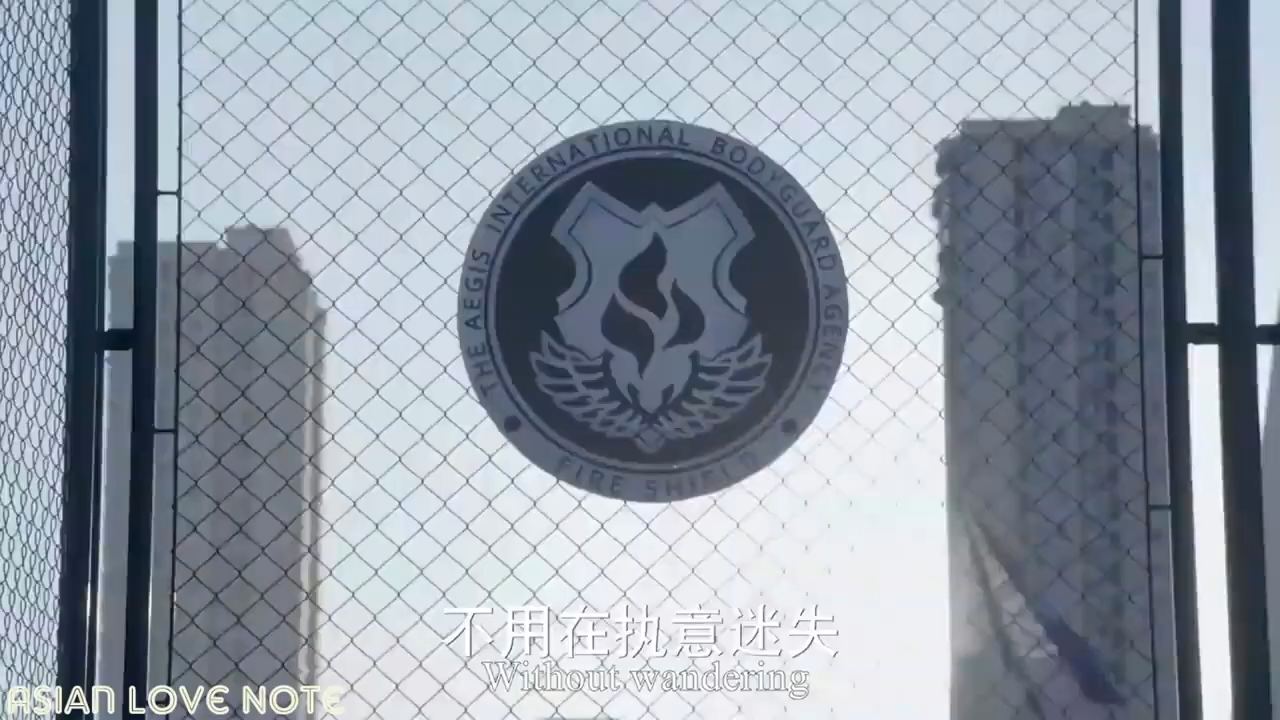 THE AEGIS INTERNATIONAL BODYGUARD AGENCY
FIRE SHIELD
不用在执意迷失
Without wandering
ASIAN LOVE NOTE